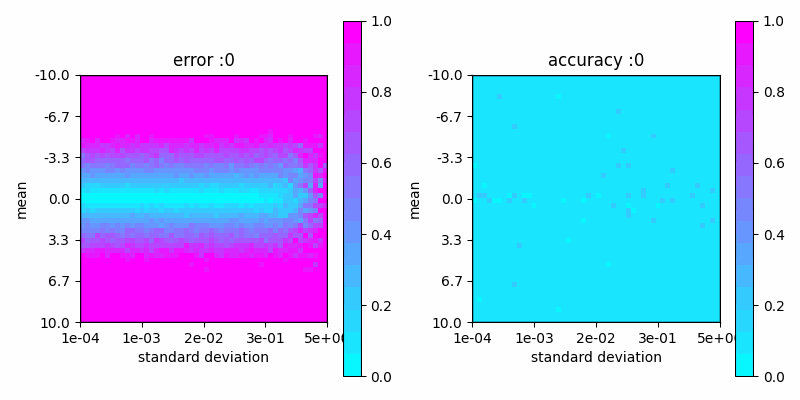 error :0
mean
-10.0
-6.7
-3.3
0.0
3.3
6.7
10.0
1e-04
1e-03
2e-02
3e-01
5e+00
standard deviation
1.0
0.8
0.6
0.4
0.2
0.0
accuracy :0
mean
-10.0
-6.7
-3.3
0.0
3.3
6.7
10.0
1e-04
1e-03
2e-02
3e-01
5e+0
standard deviation
1.0
0.8
0.6
0.4
0.2
0.0